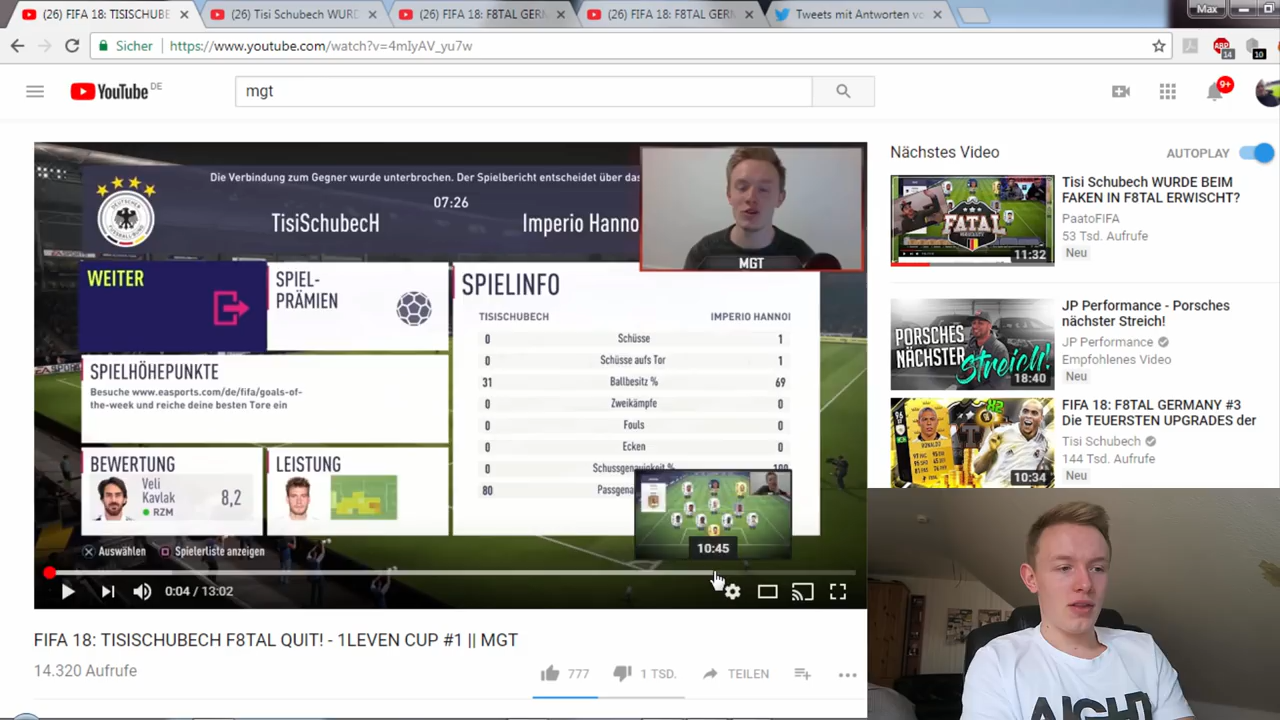 (26) FIFA 18: TISISCHUBE
(26) Tisi Schubech WURD
(26) FIFA 18: F8TAL GERM
(26) FIFA 18: F8TAL GERM
Tweets mit Antworten vo
Max
Sicher
https://www.youtube.com/watch?v=4mIyAV_yu7w
ABP
14
10
YouTube DE
mgt
9+
Die Verbindung zum Gegner wurde unterbrochen. Der Spielbericht entscheidet über das
07:26
TisiSchubecH
Imperio Hanno
MGT
WEITER
SPIEL-
PRÄMIEN
SPIELINFO
TISISCHUBECH
IMPERIO HANNOI
0 Schüsse 1
0 Schüsse aufs Tor 1
31 Ballbesitz % 69
0 Zweikämpfe 0
0 Fouls 0
0 Ecken 0
0 Schussgenauigkeit % 100
80 Passgena
SPIELHÖHEPUNKTE
Besuche www.easports.com/de/fifa/goals-of-
the-week und reiche deine besten Tore ein
BEWERTUNG
Veli
Kavlak
RZM
8,2
LEISTUNG
Auswählen
Spielerliste anzeigen
10:45
0:04 / 13:02
FIFA 18: TISISCHUBECH F8TAL QUIT! - 1LEVEN CUP #1 || MGT
14.320 Aufrufe
777
1 TSD.
TEILEN
Nächstes Video
AUTOPLAY
FATAL
11:32
Tisi Schubech WURDE BEIM
FAKEN IN F8TAL ERWISCHT?
PaatoFIFA
53 Tsd. Aufrufe
Neu
PORSCHES
NÄCHSTER
STREICH!
18:40
JP Performance - Porsches
nächster Streich!
JP Performance
Empfohlenes Video
Neu
10:34
FIFA 18: F8TAL GERMANY #3
Die TEUERSTEN UPGRADES der
Tisi Schubech
144 Tsd. Aufrufe
Neu